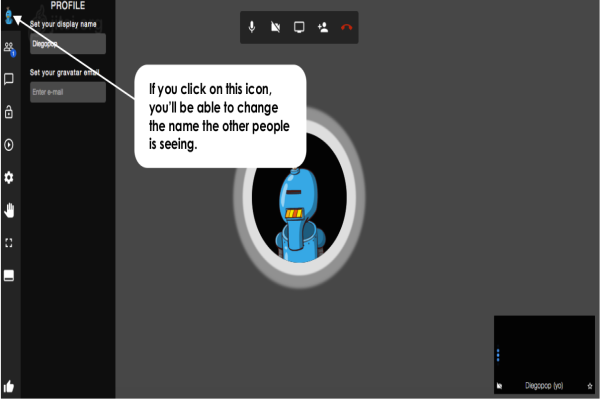 PROFILE
Set your display name
Diegopop
Set your gravatar email
Enter e-mail
If you click on this icon,
you'll be able to change
the name the other people
is seeing.
Diegopop (yo)